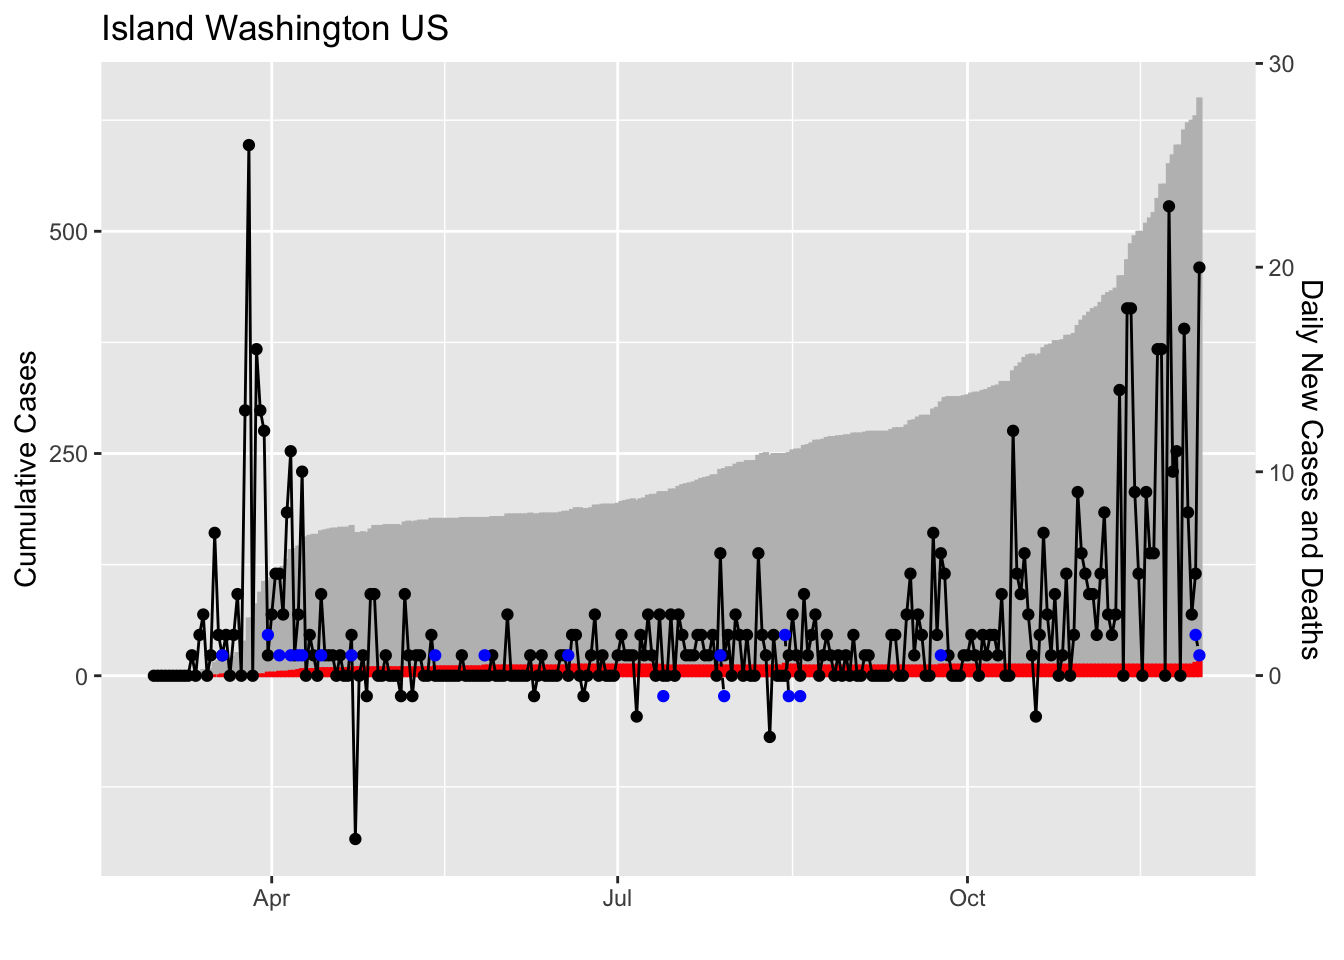 Island Washington US
Cumulative Cases
500
250
0
30
20
10
0
Daily New Cases and Deaths
Apr
Jul
Oct